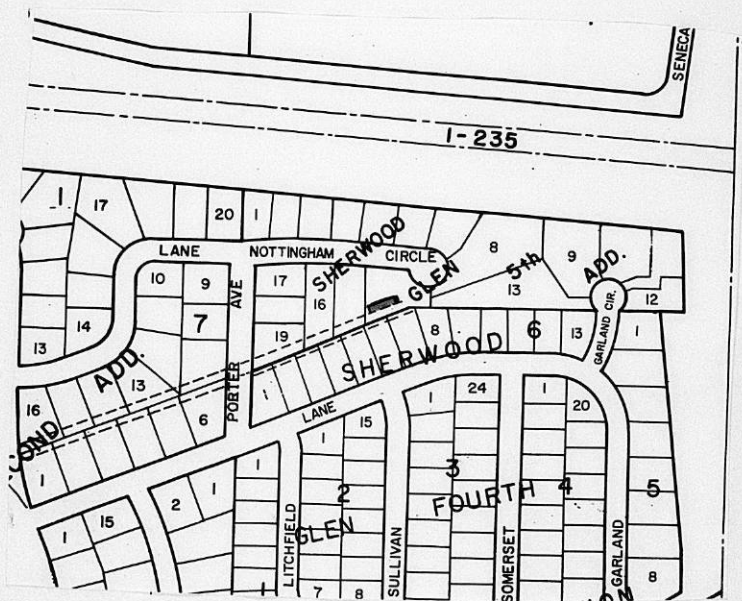 SENECA
I-235
1
17
20
1
LANE
NOTTINGHAM
CIRCLE
SHERWOOD
GLEN
5th
ADD.
8
9
13
12
10
9
17
16
19
7
AVE
PORTER
14
13
ADD.
13
16
6
1
1
8
6
13
GARLAND CIR.
1
SHERWOOD
LANE
24
1
20
1
15
1
1
2
1
15
1
2
3
4
5
FOURTH
GLEN
LITCHFIELD
SULLIVAN
SOMERSET
GARLAND
1
7
8
8